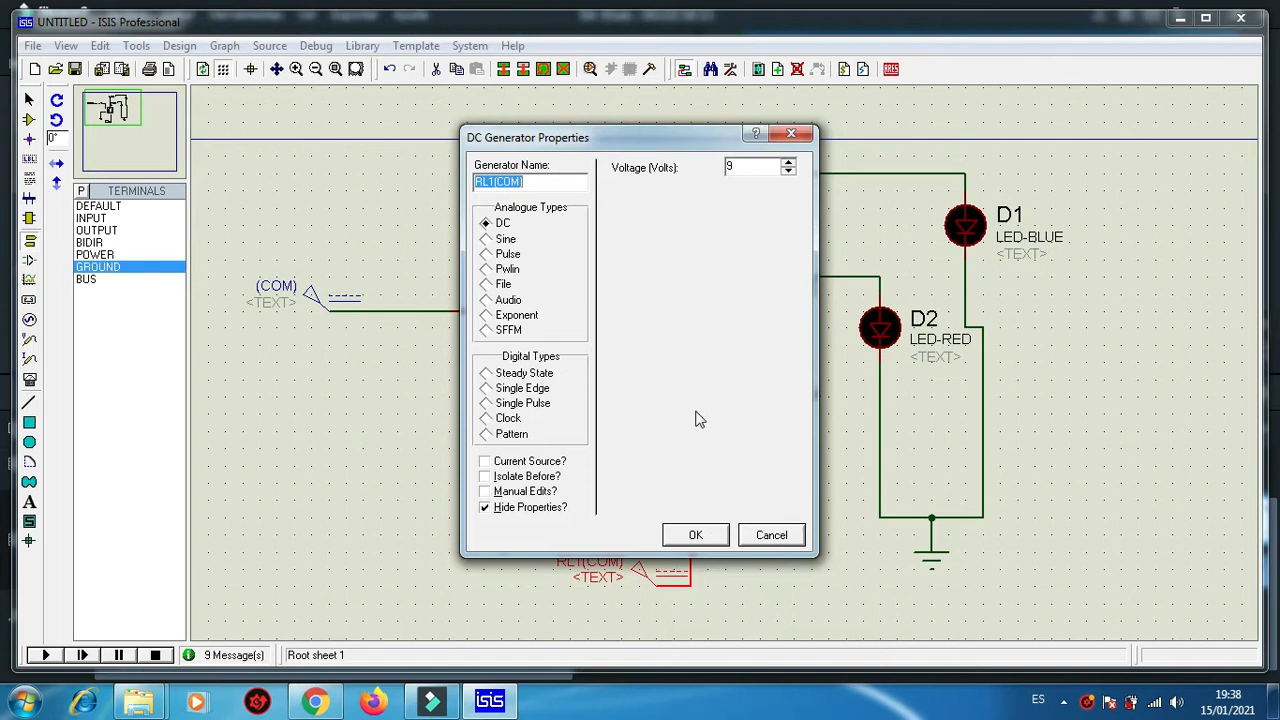 UNTITLED - ISIS Professional
File View Edit Tools Design Graph Source Debug Library Template System Help
0°
P TERMINALS
DEFAULT
INPUT
OUTPUT
BIDIR
POWER
GROUND
BUS
(COM)
<TEXT>
DC Generator Properties
Generator Name:
RL1(COM)
Analogue Types
DC
Sine
Pulse
Pwlin
File
Audio
Exponent
SFFM
Digital Types
Steady State
Single Edge
Single Pulse
Clock
Pattern
Current Source?
Isolate Before?
Manual Edits?
Hide Properties?
Voltage (Volts): 9
OK Cancel
D1
LED-BLUE
<TEXT>
D2
LED-RED
<TEXT>
RL1(COM)
<TEXT>
9 Message(s) Root sheet 1
isis
ES
19:38
15/01/2021